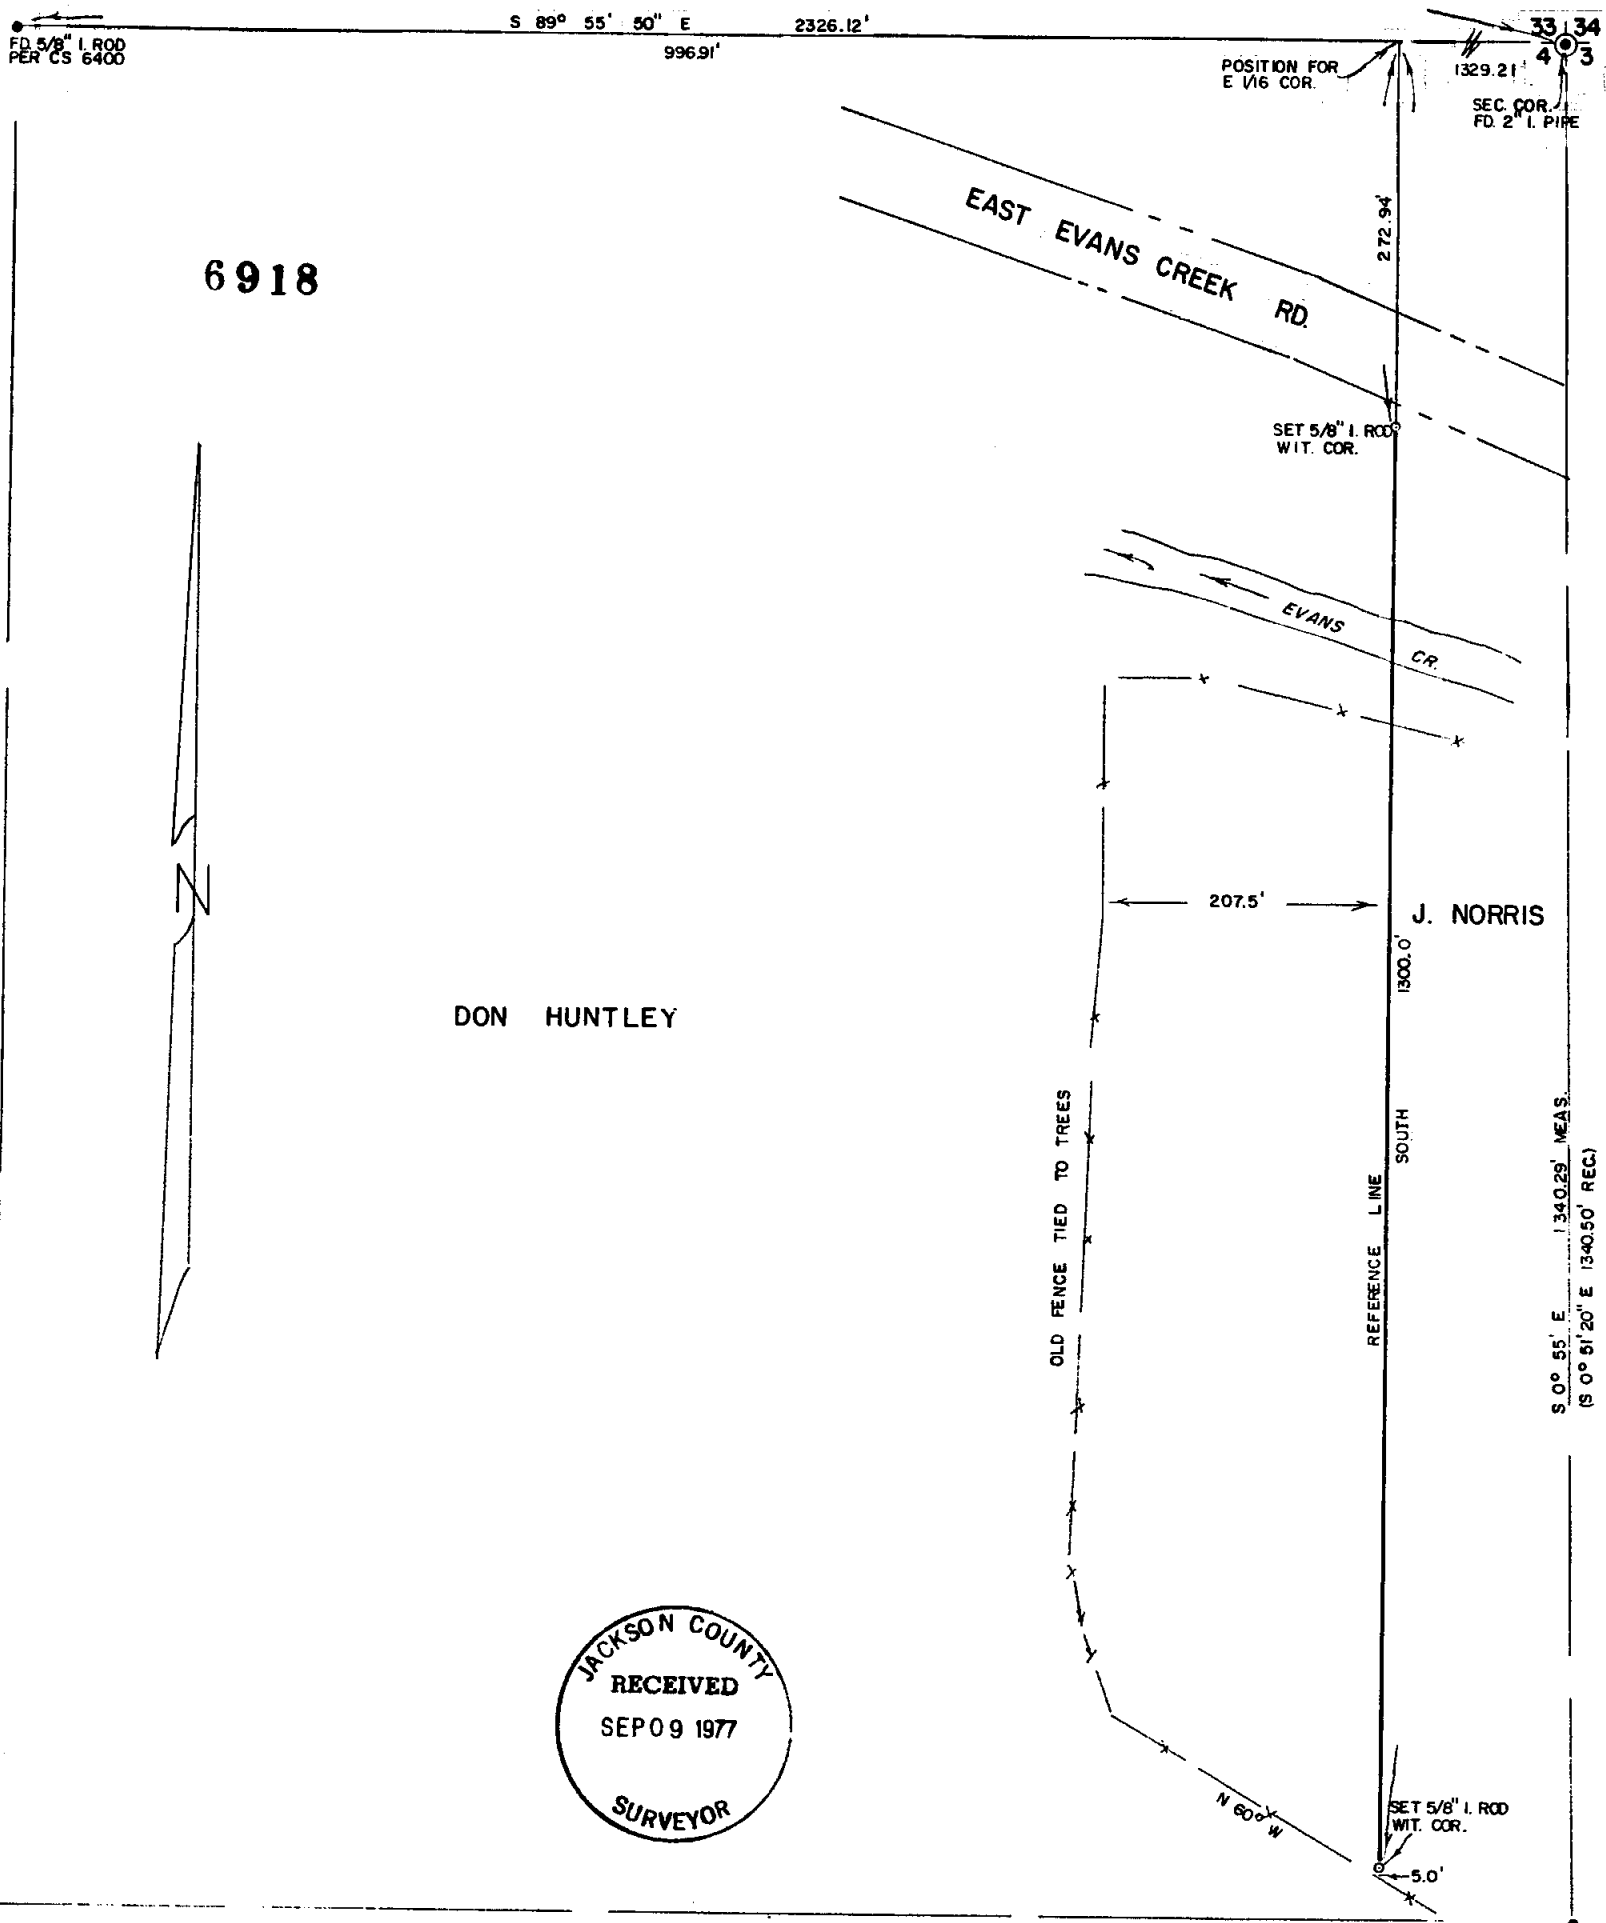 S 89° 55' 50" E 2326.12'
996.91'
FD. 5/8" I. ROD
PER CS 6400
POSITION FOR
E 1/16 COR.
1329.21'
33 34
4 3
SEC. COR.
FD. 2" I. PIPE
6918
EAST EVANS CREEK RD.
272.94'
SET 5/8" I. ROD
WIT. COR.
EVANS CR.
N
207.5'
J. NORRIS
1300.0'
SOUTH
REFERENCE LINE
DON HUNTLEY
OLD FENCE TIED TO TREES
S 0° 55' E 1340.29' MEAS.
(S 0° 51' 20" E 1340.50' REC.)
JACKSON COUNTY
RECEIVED
SEP 09 1977
SURVEYOR
N 60° W
SET 5/8" I. ROD
WIT. COR.
5.0'